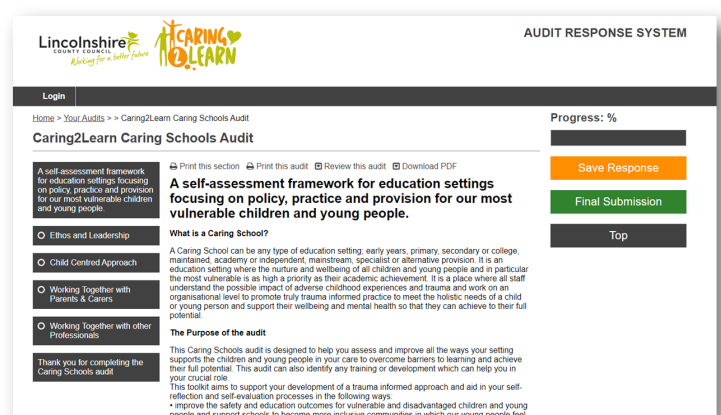 Lincolnshire
COUNTY COUNCIL
Working for a better future
CARING
2LEARN
AUDIT RESPONSE SYSTEM
Login
Home > Your Audits > > Caring2Learn Caring Schools Audit
Caring2Learn Caring Schools Audit
Progress: %
A self-assessment framework
for education settings focusing
on policy, practice and provision
for our most vulnerable children
and young people.
Ethos and Leadership
Child Centred Approach
Working Together with
Parents & Carers
Working Together with other
Professionals
Thank you for completing the
Caring Schools audit
Print this section Print this audit Review this audit Download PDF
A self-assessment framework for education settings
focusing on policy, practice and provision for our most
vulnerable children and young people.
What is a Caring School?
A Caring School can be any type of education setting; early years, primary, secondary or college,
maintained, academy or independent, mainstream, specialist or alternative provision. It is an
education setting where the nurture and wellbeing of all children and young people and in particular
the most vulnerable is as high a priority as their academic achievement. It is a place where all staff
understand the possible impact of adverse childhood experiences and trauma and work on an
organisational level to promote truly trauma informed practice to meet the holistic needs of a child
or young person and support their wellbeing and mental health so that they can achieve to their full
potential.
The Purpose of the audit
This Caring Schools audit is designed to help you assess and improve all the ways your setting
supports the children and young people in your care to overcome barriers to learning and achieve
their full potential. This audit can also identify any training or development which can help you in
your crucial role.
This toolkit aims to support your development of a trauma informed approach and aid in your self-
reflection and self-evaluation processes in the following ways:
• improve the safety and education outcomes for vulnerable and disadvantaged children and young
people and support schools to become more inclusive communities in which our young people feel
Save Response
Final Submission
Top